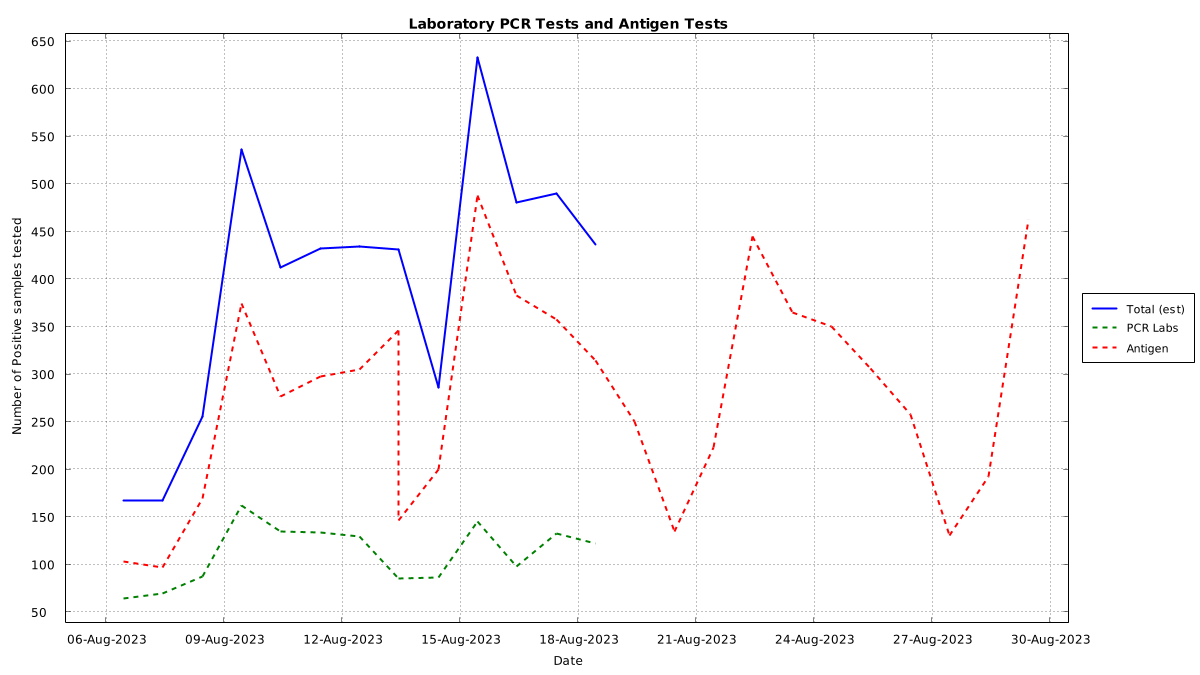 Laboratory PCR Tests and Antigen Tests
650
600
550
500
450
400
350
300
250
200
150
100
50
Number of Positive samples tested
06-Aug-2023 09-Aug-2023 12-Aug-2023 15-Aug-2023 18-Aug-2023 21-Aug-2023 24-Aug-2023 27-Aug-2023 30-Aug-2023
Date
Total (est)
PCR Labs
Antigen